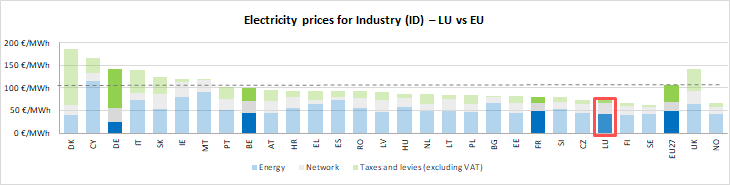 Electricity prices for Industry (ID) – LU vs EU
200 €/MWh
150 €/MWh
100 €/MWh
50 €/MWh
0 €/MWh
DK CY DE IT SK IE MT PT BE AT HR EL ES RO LV HU NL LT PL BG EE FR SI CZ LU FI SE EU27 UK NO
Energy Network Taxes and levies (excluding VAT)